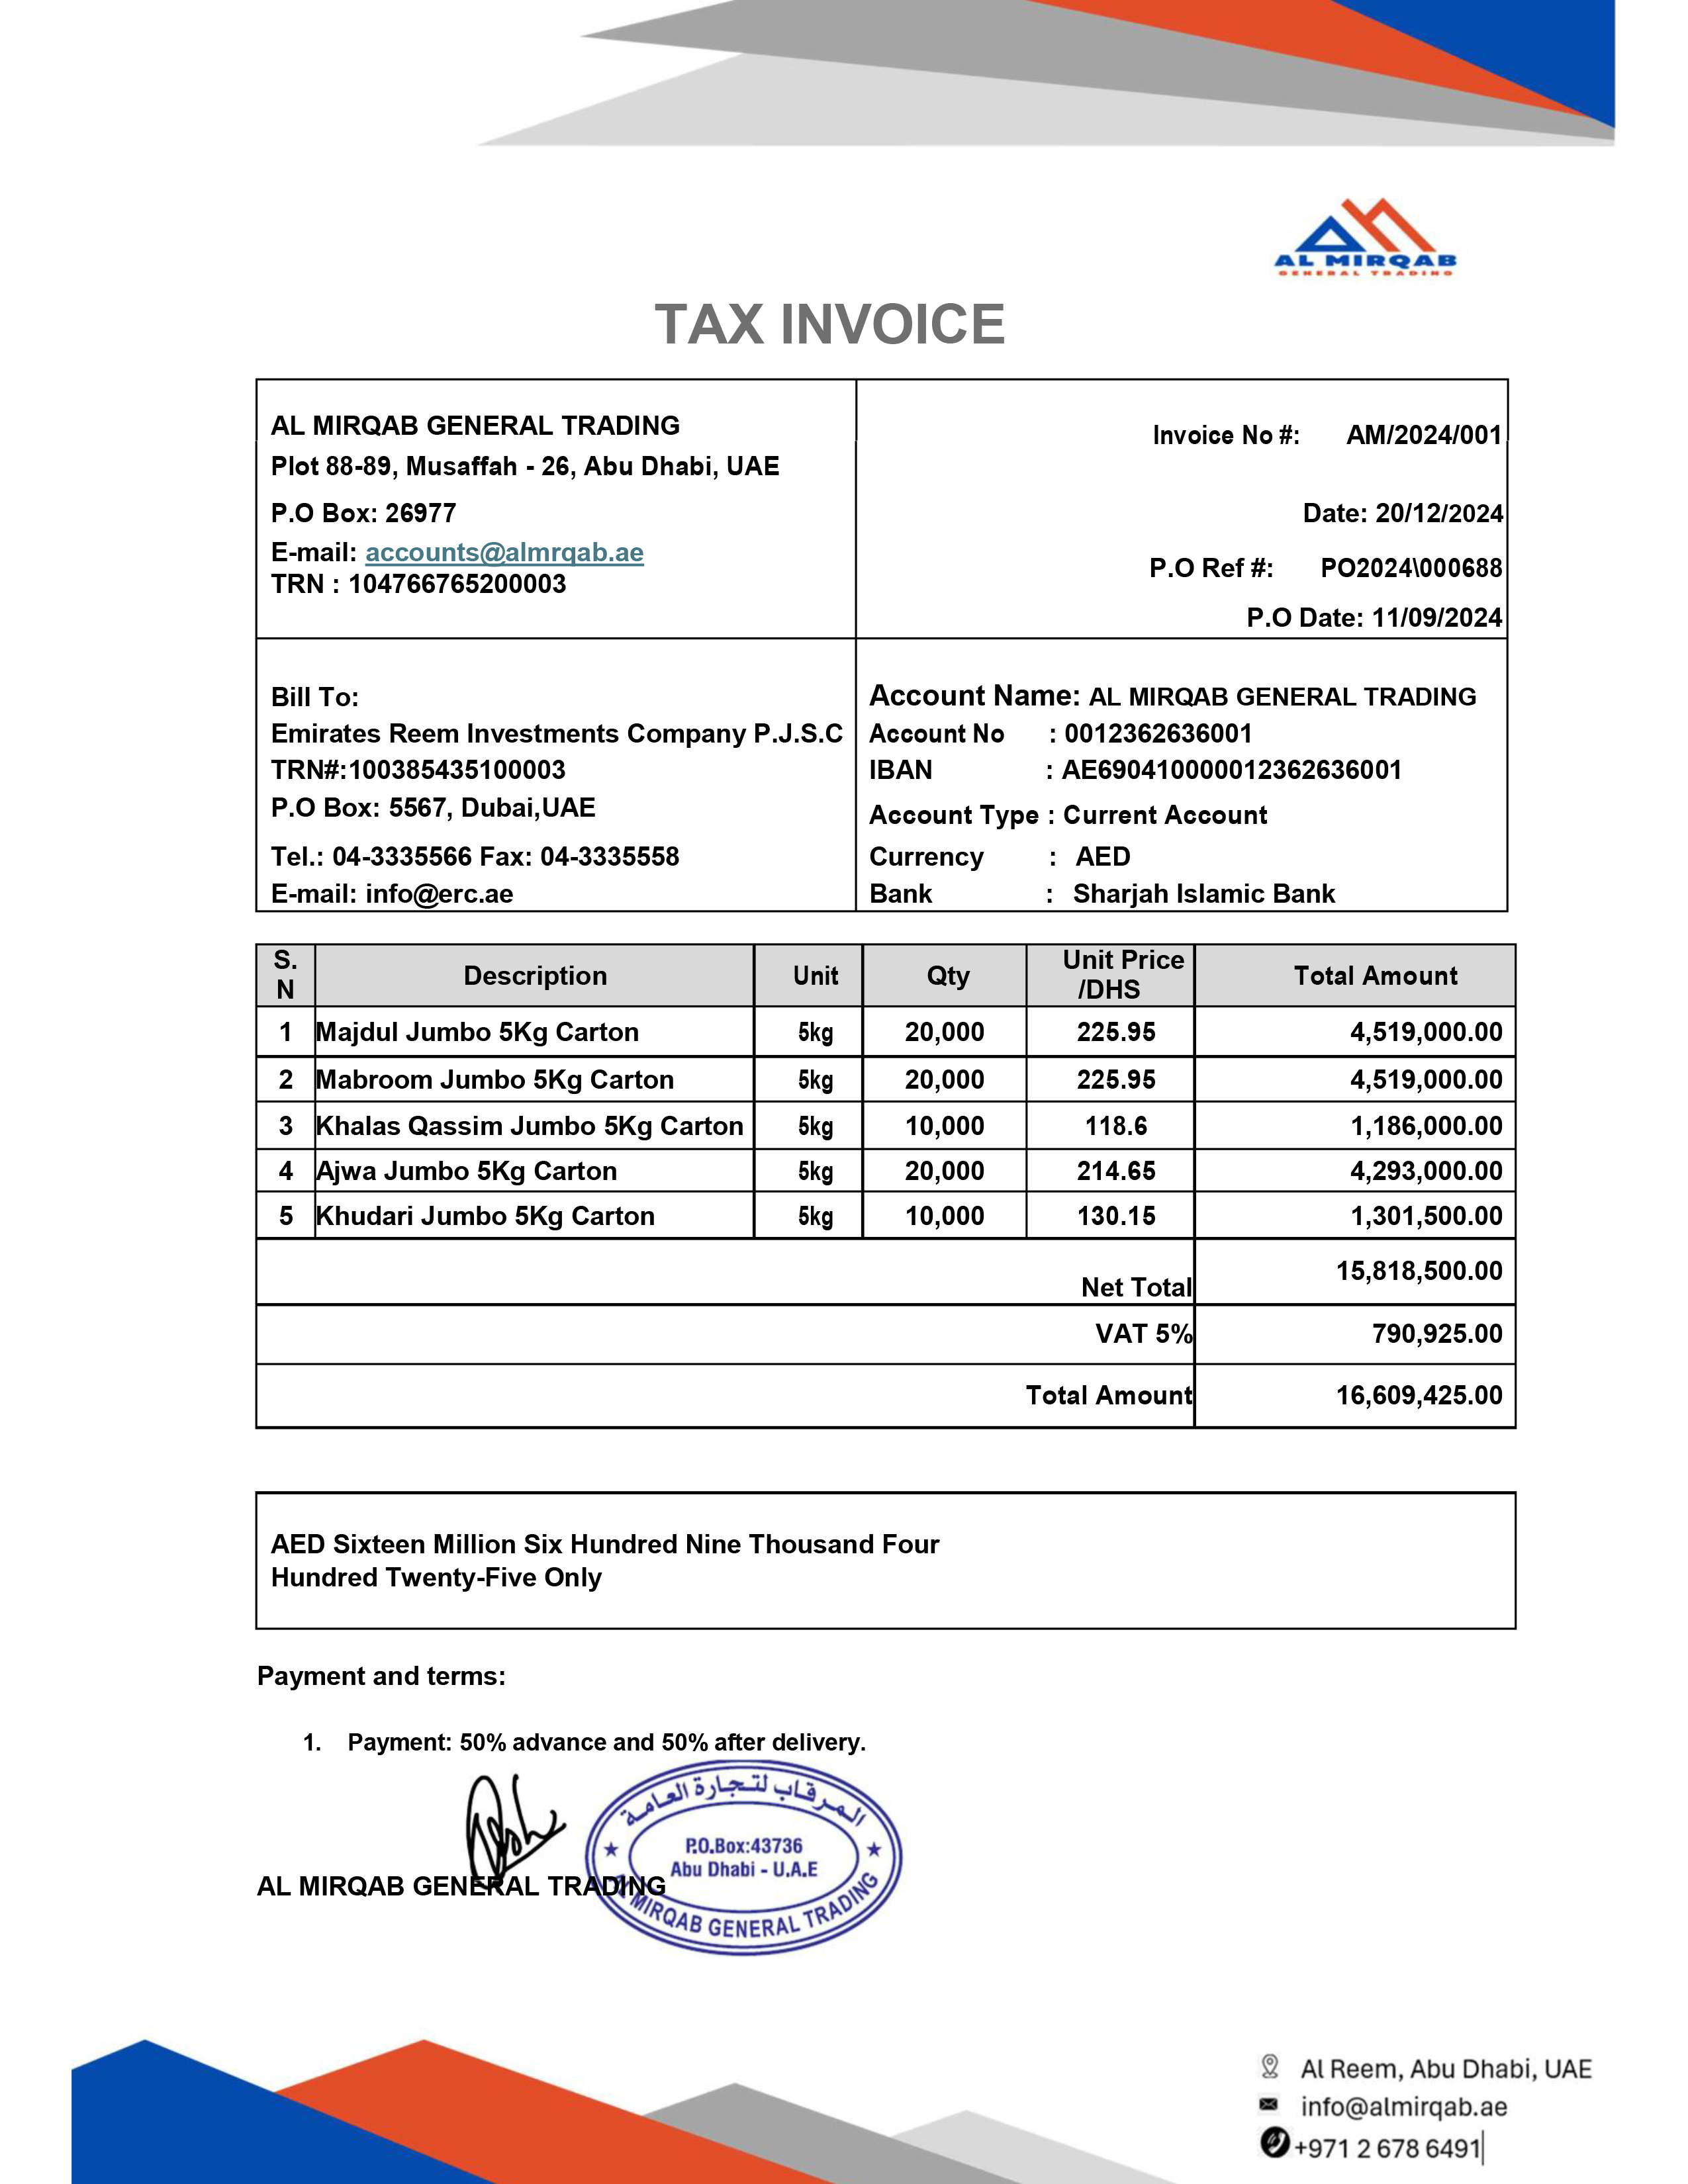 AL MIRQAB
GENERAL TRADING
TAX INVOICE
AL MIRQAB GENERAL TRADING
Plot 88-89, Musaffah - 26, Abu Dhabi, UAE
P.O Box: 26977
E-mail: accounts@almrqab.ae
TRN : 104766765200003
Invoice No #: AM/2024/001
Date: 20/12/2024
P.O Ref #: PO2024\000688
P.O Date: 11/09/2024
Bill To:
Emirates Reem Investments Company P.J.S.C
TRN#:100385435100003
P.O Box: 5567, Dubai,UAE
Tel.: 04-3335566 Fax: 04-3335558
E-mail: info@erc.ae
Account Name: AL MIRQAB GENERAL TRADING
Account No : 0012362636001
IBAN : AE690410000012362636001
Account Type : Current Account
Currency : AED
Bank : Sharjah Islamic Bank
S.N Description Unit Qty Unit Price /DHS Total Amount
1 Majdul Jumbo 5Kg Carton 5kg 20,000 225.95 4,519,000.00
2 Mabroom Jumbo 5Kg Carton 5kg 20,000 225.95 4,519,000.00
3 Khalas Qassim Jumbo 5Kg Carton 5kg 10,000 118.6 1,186,000.00
4 Ajwa Jumbo 5Kg Carton 5kg 20,000 214.65 4,293,000.00
5 Khudari Jumbo 5Kg Carton 5kg 10,000 130.15 1,301,500.00
Net Total 15,818,500.00
VAT 5% 790,925.00
Total Amount 16,609,425.00
AED Sixteen Million Six Hundred Nine Thousand Four
Hundred Twenty-Five Only
Payment and terms:
1. Payment: 50% advance and 50% after delivery.
AL MIRQAB GENERAL TRADING
المرقاب لتجارة العامة
P.O.Box:43736
Abu Dhabi - U.A.E
AL MIRQAB GENERAL TRADING
Al Reem, Abu Dhabi, UAE
info@almirqab.ae
+971 2 678 6491